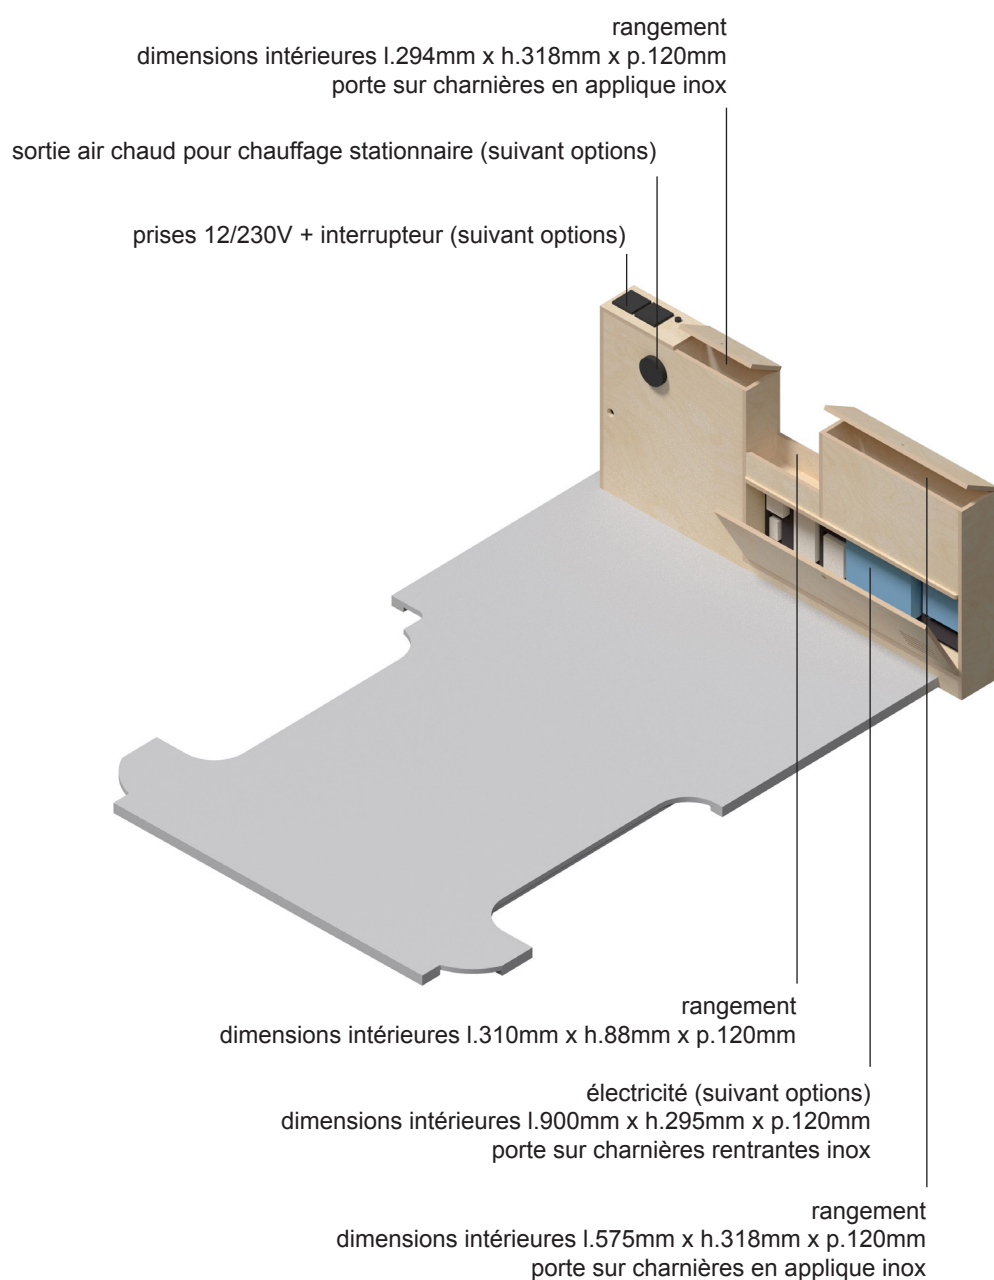 rangement
dimensions intérieures l.294mm x h.318mm x p.120mm
porte sur charnières en applique inox
sortie air chaud pour chauffage stationnaire (suivant options)
prises 12/230V + interrupteur (suivant options)
rangement
dimensions intérieures l.310mm x h.88mm x p.120mm
électricité (suivant options)
dimensions intérieures l.900mm x h.295mm x p.120mm
porte sur charnières rentrantes inox
rangement
dimensions intérieures l.575mm x h.318mm x p.120mm
porte sur charnières en applique inox